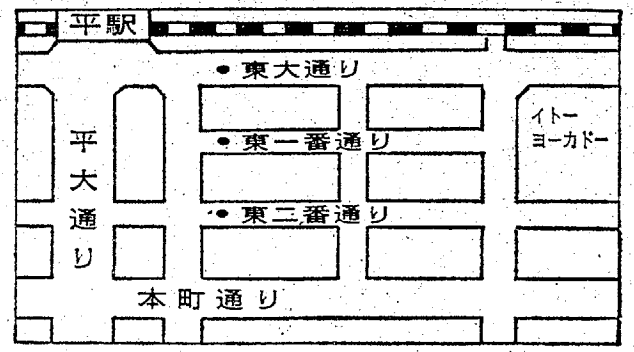 平駅
・東大通り
イトー
ヨーカドー
・東一番通り
平大通り
・東二番通り
本町通り